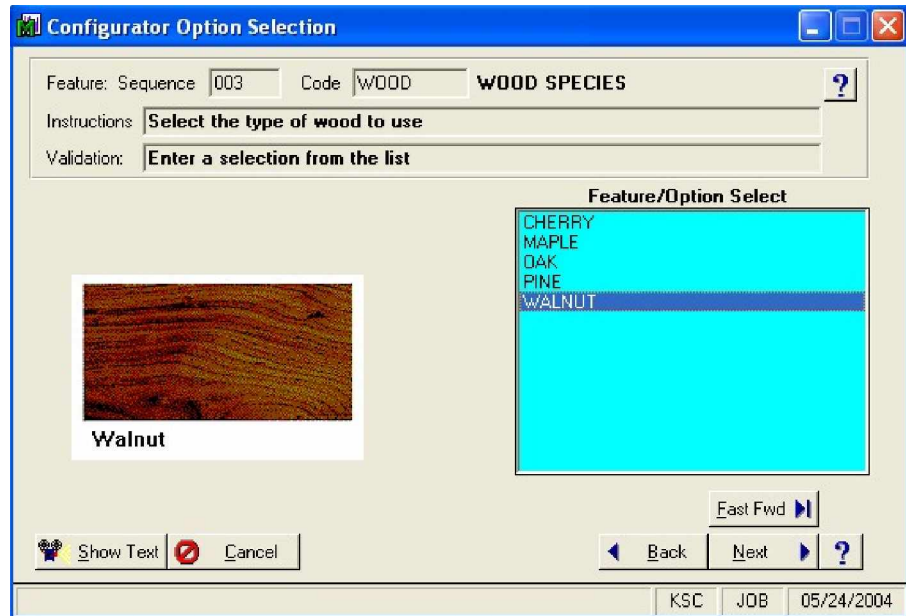 Configurator Option Selection
Feature: Sequence 003 Code WOOD WOOD SPECIES ?
Instructions Select the type of wood to use
Validation: Enter a selection from the list
Feature/Option Select
CHERRY
MAPLE
OAK
PINE
WALNUT
Walnut
Fast Fwd
Show Text Cancel Back Next ?
KSC JOB 05/24/2004